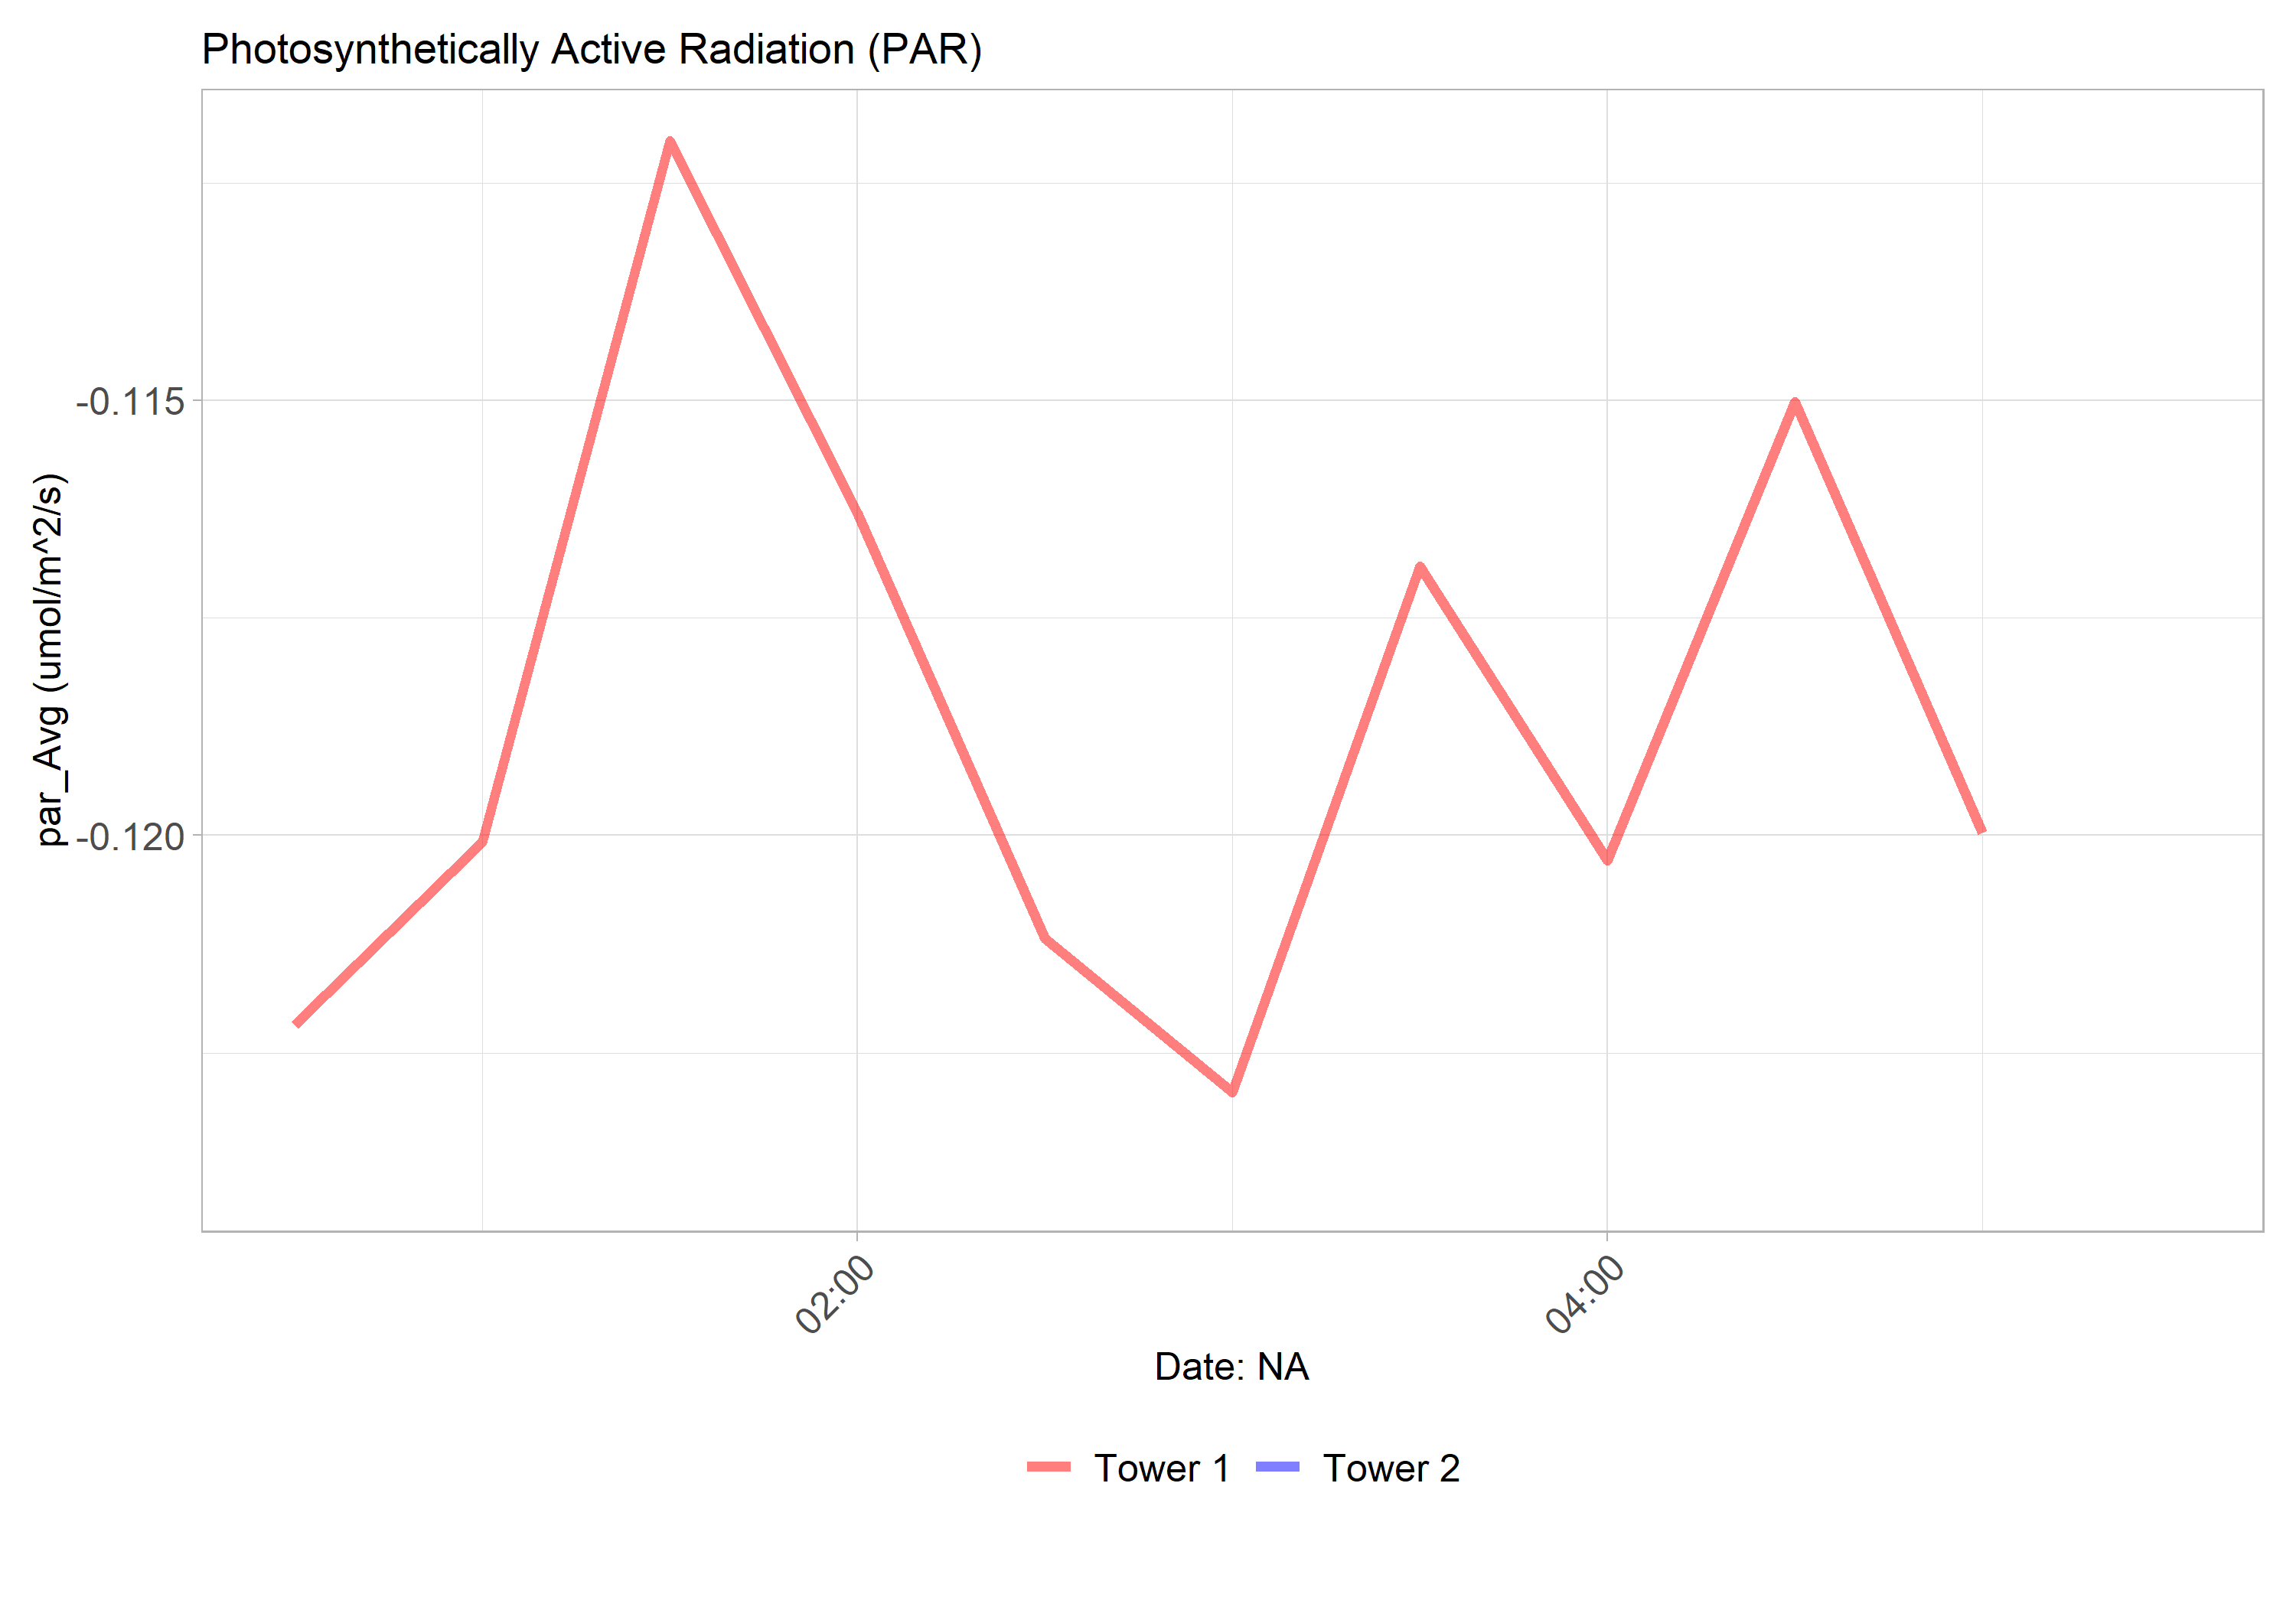 Photosynthetically Active Radiation (PAR)
par_Avg (umol/m^2/s)
-0.115
-0.120
02:00
04:00
Date: NA
Tower 1
Tower 2